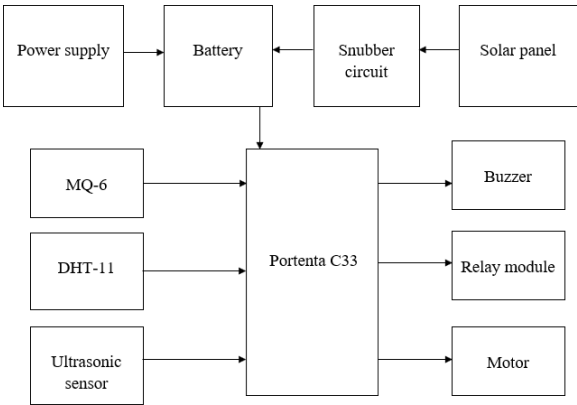 Power supply
Battery
Snubber
circuit
Solar panel
MQ-6
DHT-11
Ultrasonic
sensor
Portenta C33
Buzzer
Relay module
Motor